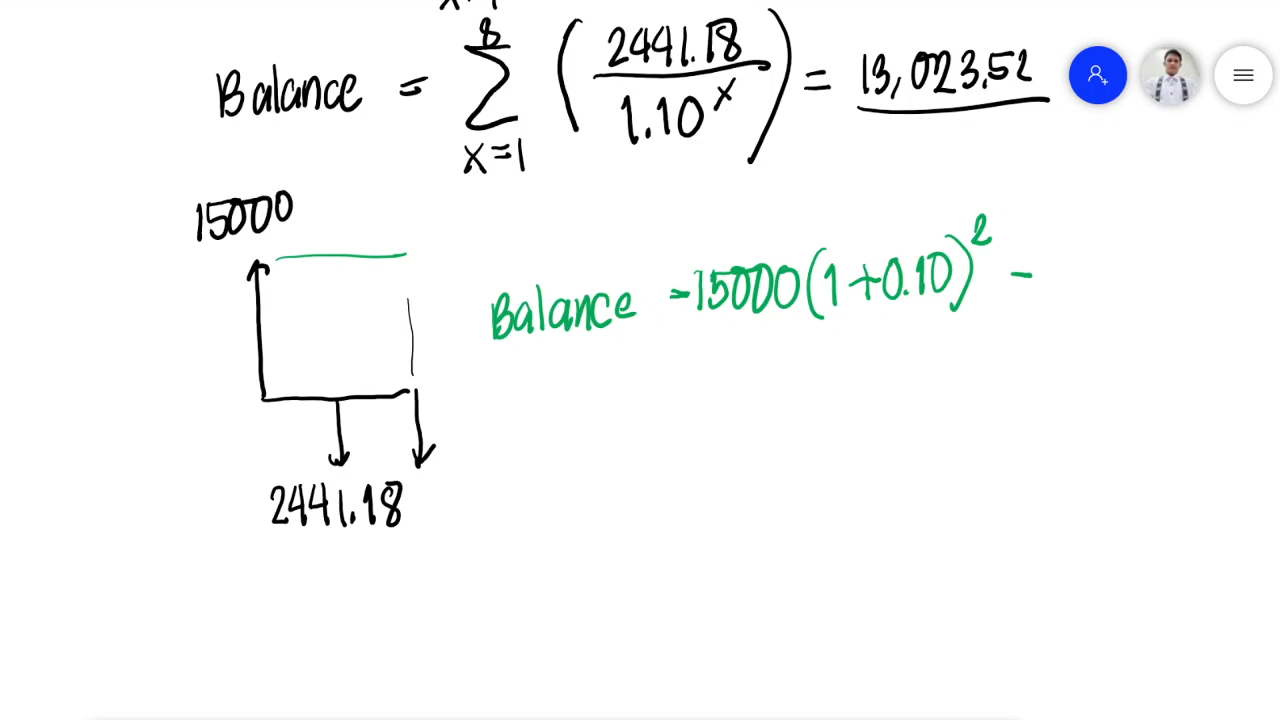 8
Balance = ∑ (2441.18 / 1.10^x) = 13,023.52
x=1
15000
Balance = 15000(1+0.10)^2 -
2441.18